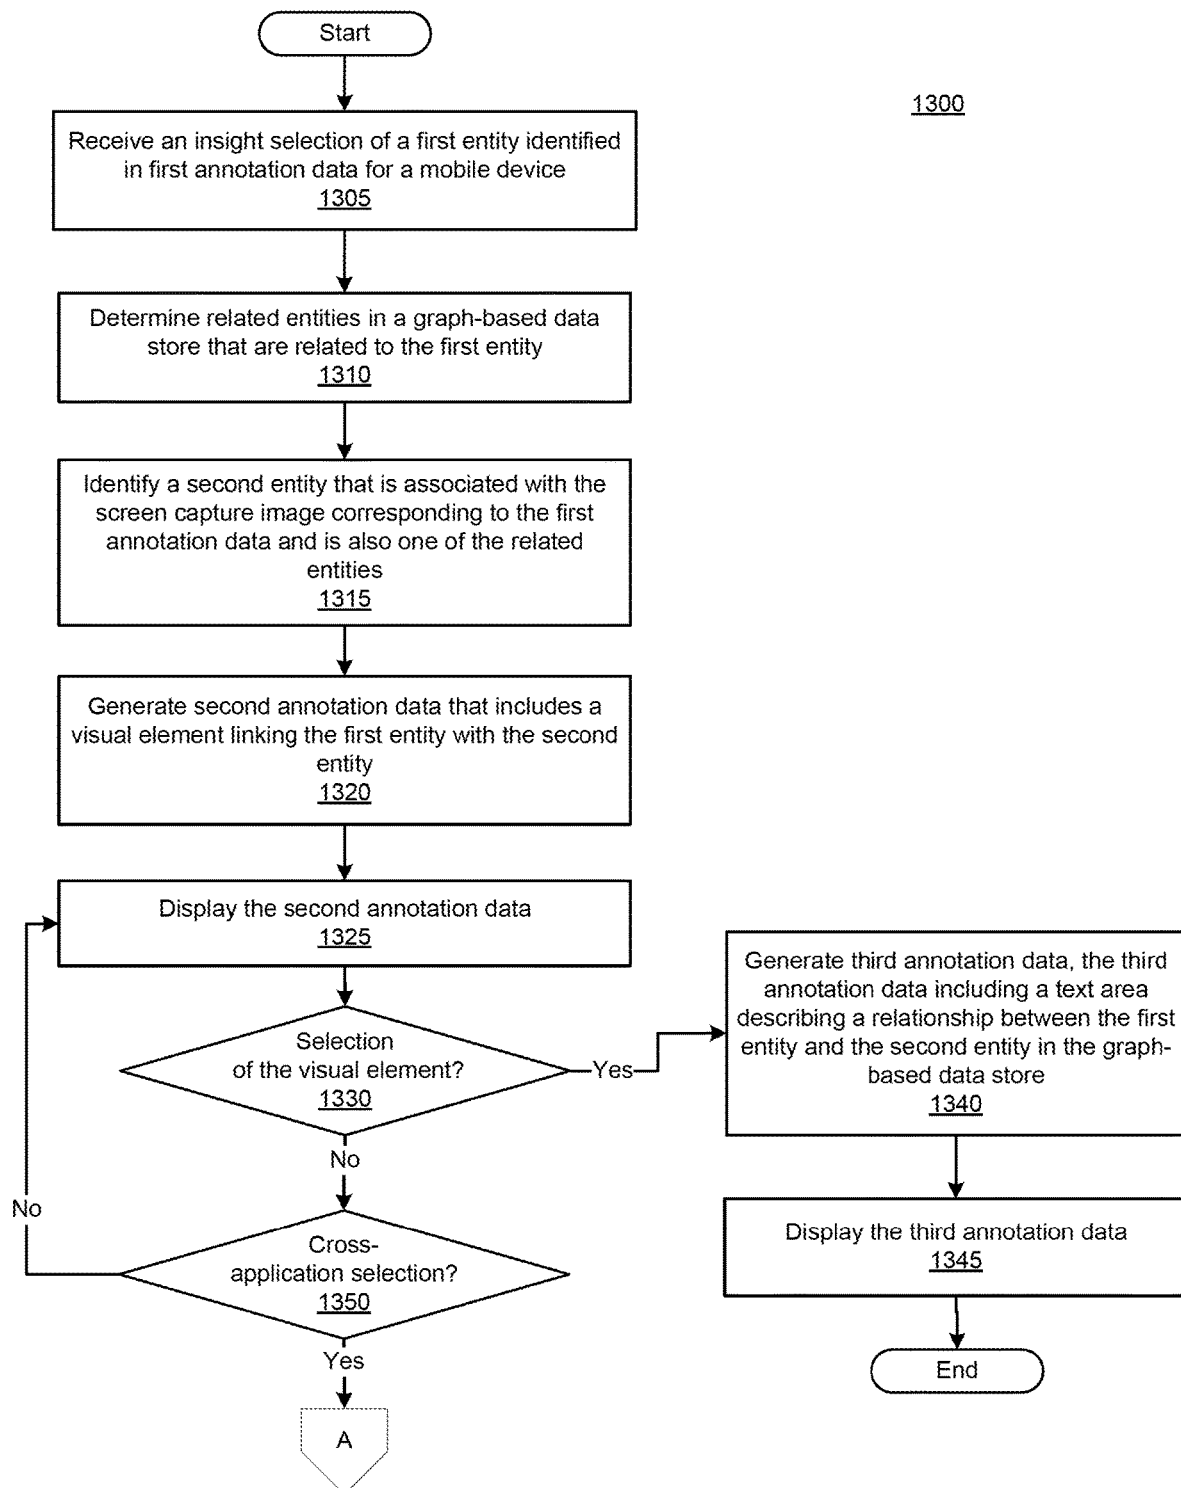 Start
1300
Receive an insight selection of a first entity identified
in first annotation data for a mobile device
1305
Determine related entities in a graph-based data
store that are related to the first entity
1310
Identify a second entity that is associated with the
screen capture image corresponding to the first
annotation data and is also one of the related
entities
1315
Generate second annotation data that includes a
visual element linking the first entity with the second
entity
1320
Display the second annotation data
1325
Selection
of the visual element?
1330
Yes
Generate third annotation data, the third
annotation data including a text area
describing a relationship between the first
entity and the second entity in the graph-
based data store
1340
No
Display the third annotation data
1345
No
Cross-
application selection?
1350
Yes
End
A